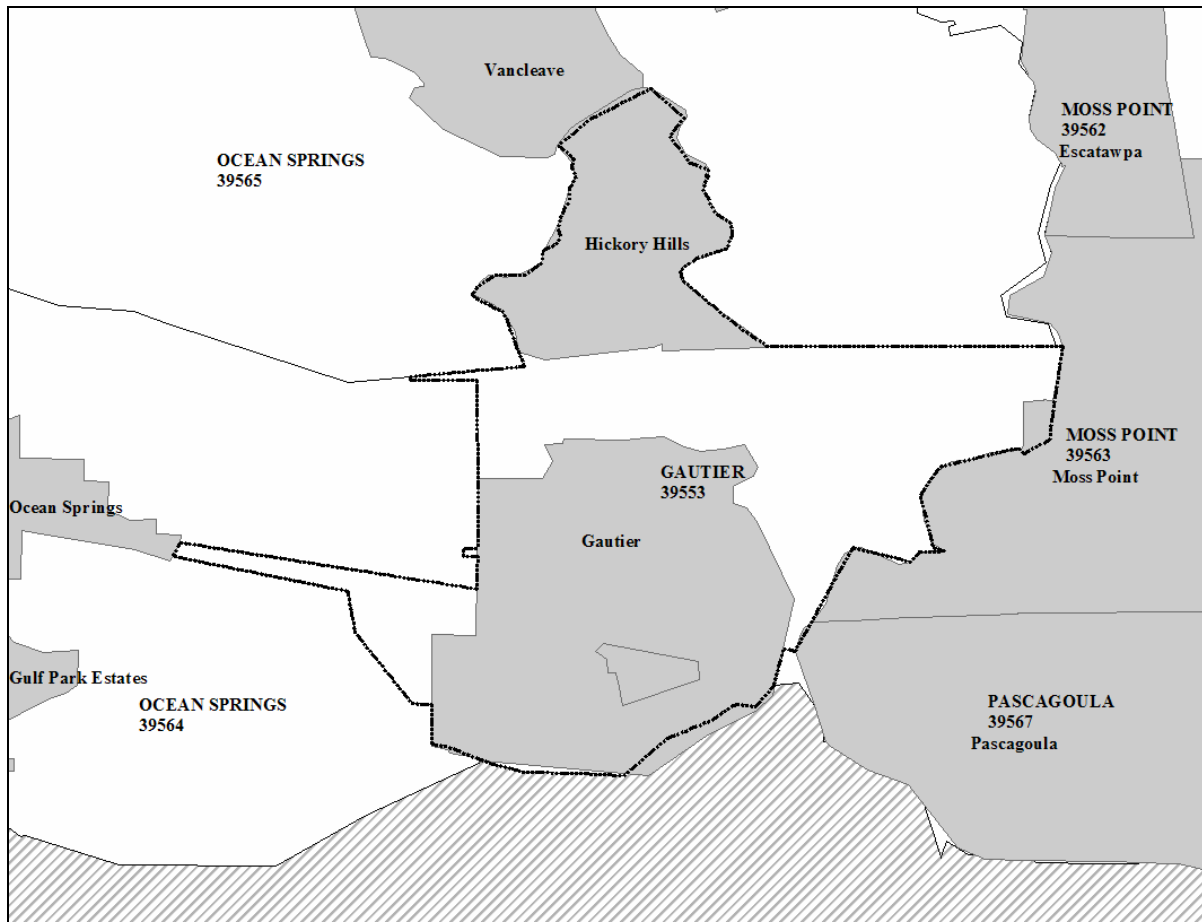 Vancleave
MOSS POINT
39562
Escatawpa
OCEAN SPRINGS
39565
Hickory Hills
MOSS POINT
39563
Moss Point
GAUTIER
39553
Ocean Springs
Gautier
Gulf Park Estates
OCEAN SPRINGS
39564
PASCAGOULA
39567
Pascagoula